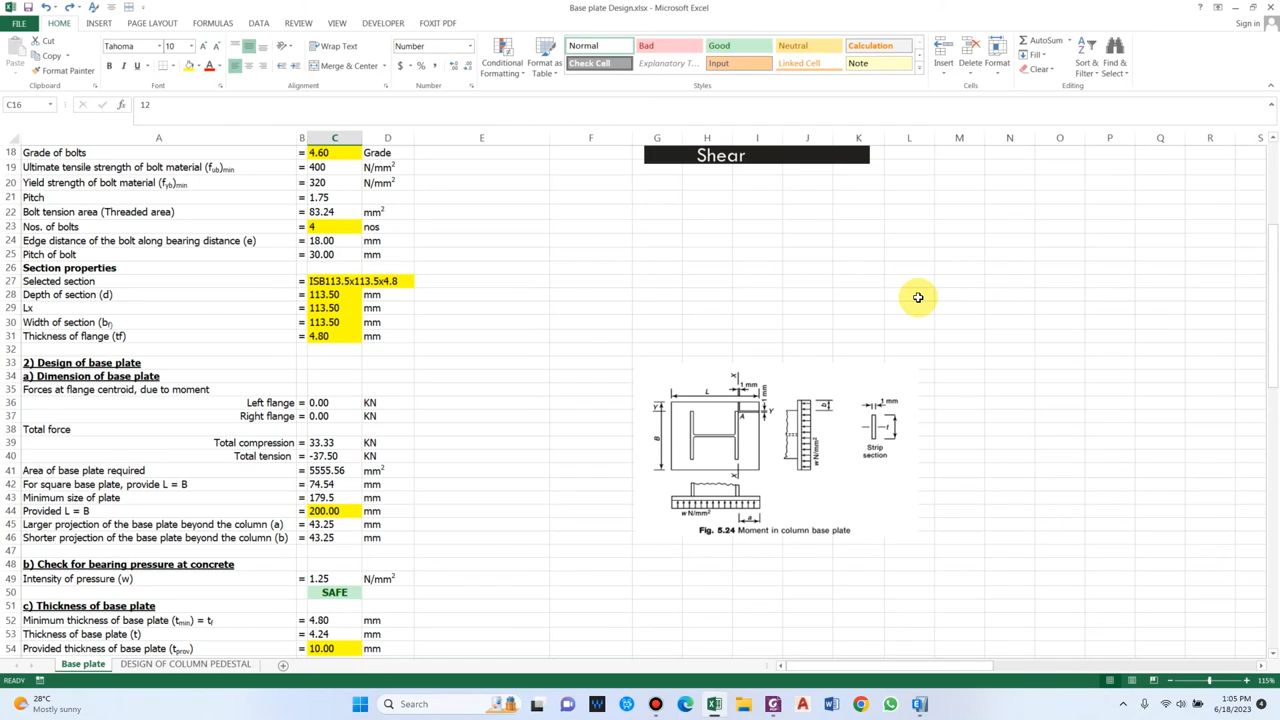 Base plate Design.xlsx - Microsoft Excel
FILE HOME INSERT PAGE LAYOUT FORMULAS DATA REVIEW VIEW DEVELOPER FOXIT PDF Sign in
Paste Cut Copy Format Painter Clipboard
Tahoma 10 Font
Wrap Text Merge & Center Alignment
Number Number
Conditional Formatting Format as Table
Normal Bad Good Neutral Calculation
Check Cell Explanatory T... Input Linked Cell Note
Styles
Insert Delete Format Cells
AutoSum Fill Clear Sort & Filter Find & Select Editing
C16 12
A B C D E F G H I J K L M N O P Q R S
18 Grade of bolts = 4.60 Grade
Shear
19 Ultimate tensile strength of bolt material (fub)min = 400 N/mm2
20 Yield strength of bolt material (fyb)min = 320 N/mm2
21 Pitch = 1.75
22 Bolt tension area (Threaded area) = 83.24 mm2
23 Nos. of bolts = 4 nos
24 Edge distance of the bolt along bearing distance (e) = 18.00 mm
25 Pitch of bolt = 30.00 mm
26 Section properties
27 Selected section = ISB113.5x113.5x4.8
28 Depth of section (d) = 113.50 mm
29 Lx = 113.50 mm
30 Width of section (bf) = 113.50 mm
31 Thickness of flange (tf) = 4.80 mm
32
33 2) Design of base plate
34 a) Dimension of base plate
35 Forces at flange centroid, due to moment
36 Left flange = 0.00 KN
37 Right flange = 0.00 KN
38 Total force
39 Total compression = 33.33 KN
40 Total tension = -37.50 KN
41 Area of base plate required = 5555.56 mm2
42 For square base plate, provide L = B = 74.54 mm
43 Minimum size of plate = 179.5 mm
44 Provided L = B = 200.00 mm
45 Larger projection of the base plate beyond the column (a) = 43.25 mm
46 Shorter projection of the base plate beyond the column (b) = 43.25 mm
47
48 b) Check for bearing pressure at concrete
49 Intensity of pressure (w) = 1.25 N/mm2
50 SAFE
51 c) Thickness of base plate
52 Minimum thickness of base plate (tmin) = tf = 4.80 mm
53 Thickness of base plate (t) = 4.24 mm
54 Provided thickness of base plate (tprov) = 10.00 mm
X
1 mm
L
1 mm
Y
A
Y
B
X
b
w N/mm2
1 mm
t
Strip
section
w N/mm2
a
Fig. 5.24 Moment in column base plate
Base plate DESIGN OF COLUMN PEDESTAL
READY 115%
28°C
Mostly sunny
Search
1:05 PM
6/18/2023